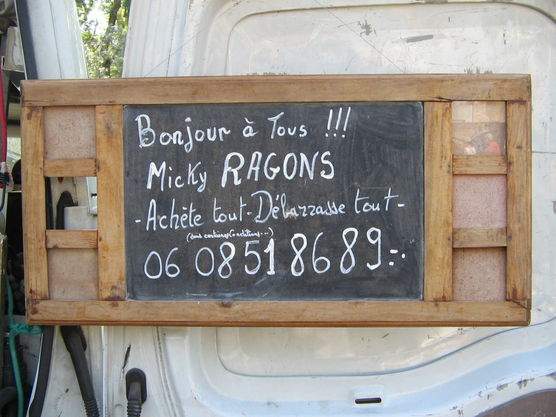 Bonjour à Tous !!!
Micky RAGONS
-Achète tout-Débarrasse tout-
06 08 51 86 89